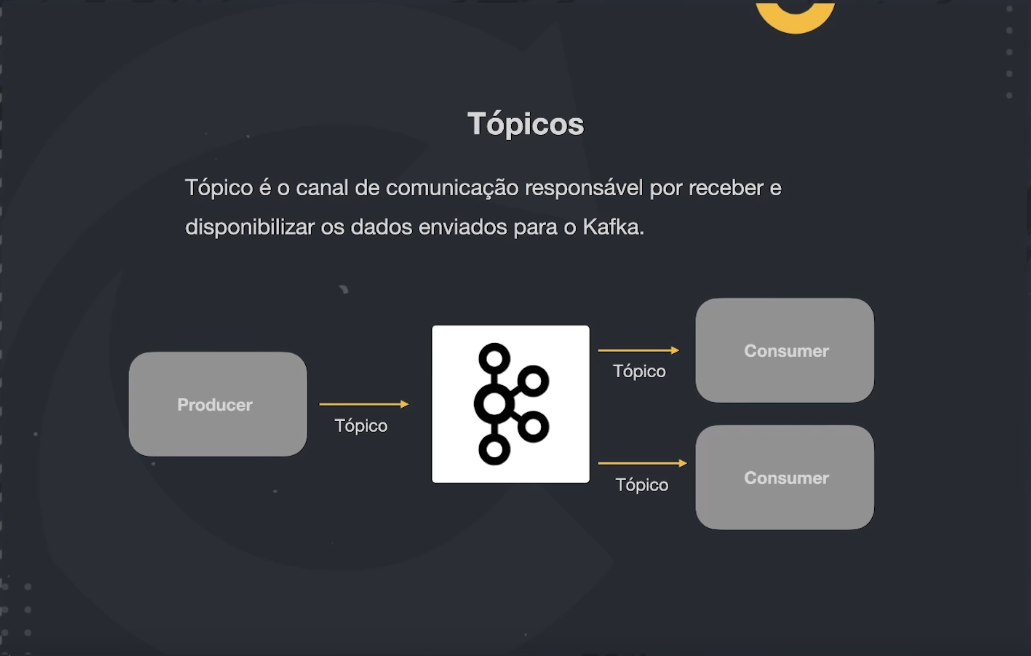 Tópicos
Tópico é o canal de comunicação responsável por receber e
disponibilizar os dados enviados para o Kafka.
Producer
Tópico
Tópico
Consumer
Tópico
Consumer